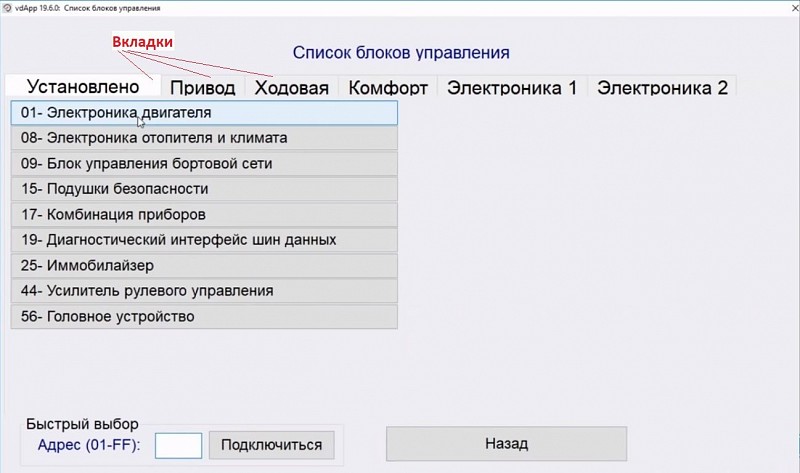 vdApp 19.6.0: Список блоков управления
Вкладки
Список блоков управления
Установлено Привод Ходовая Комфорт Электроника 1 Электроника 2
01- Электроника двигателя
08- Электроника отопителя и климата
09- Блок управления бортовой сети
15- Подушки безопасности
17- Комбинация приборов
19- Диагностический интерфейс шин данных
25- Иммобилайзер
44- Усилитель рулевого управления
56- Головное устройство
Быстрый выбор
Адрес (01-FF): Подключиться Назад